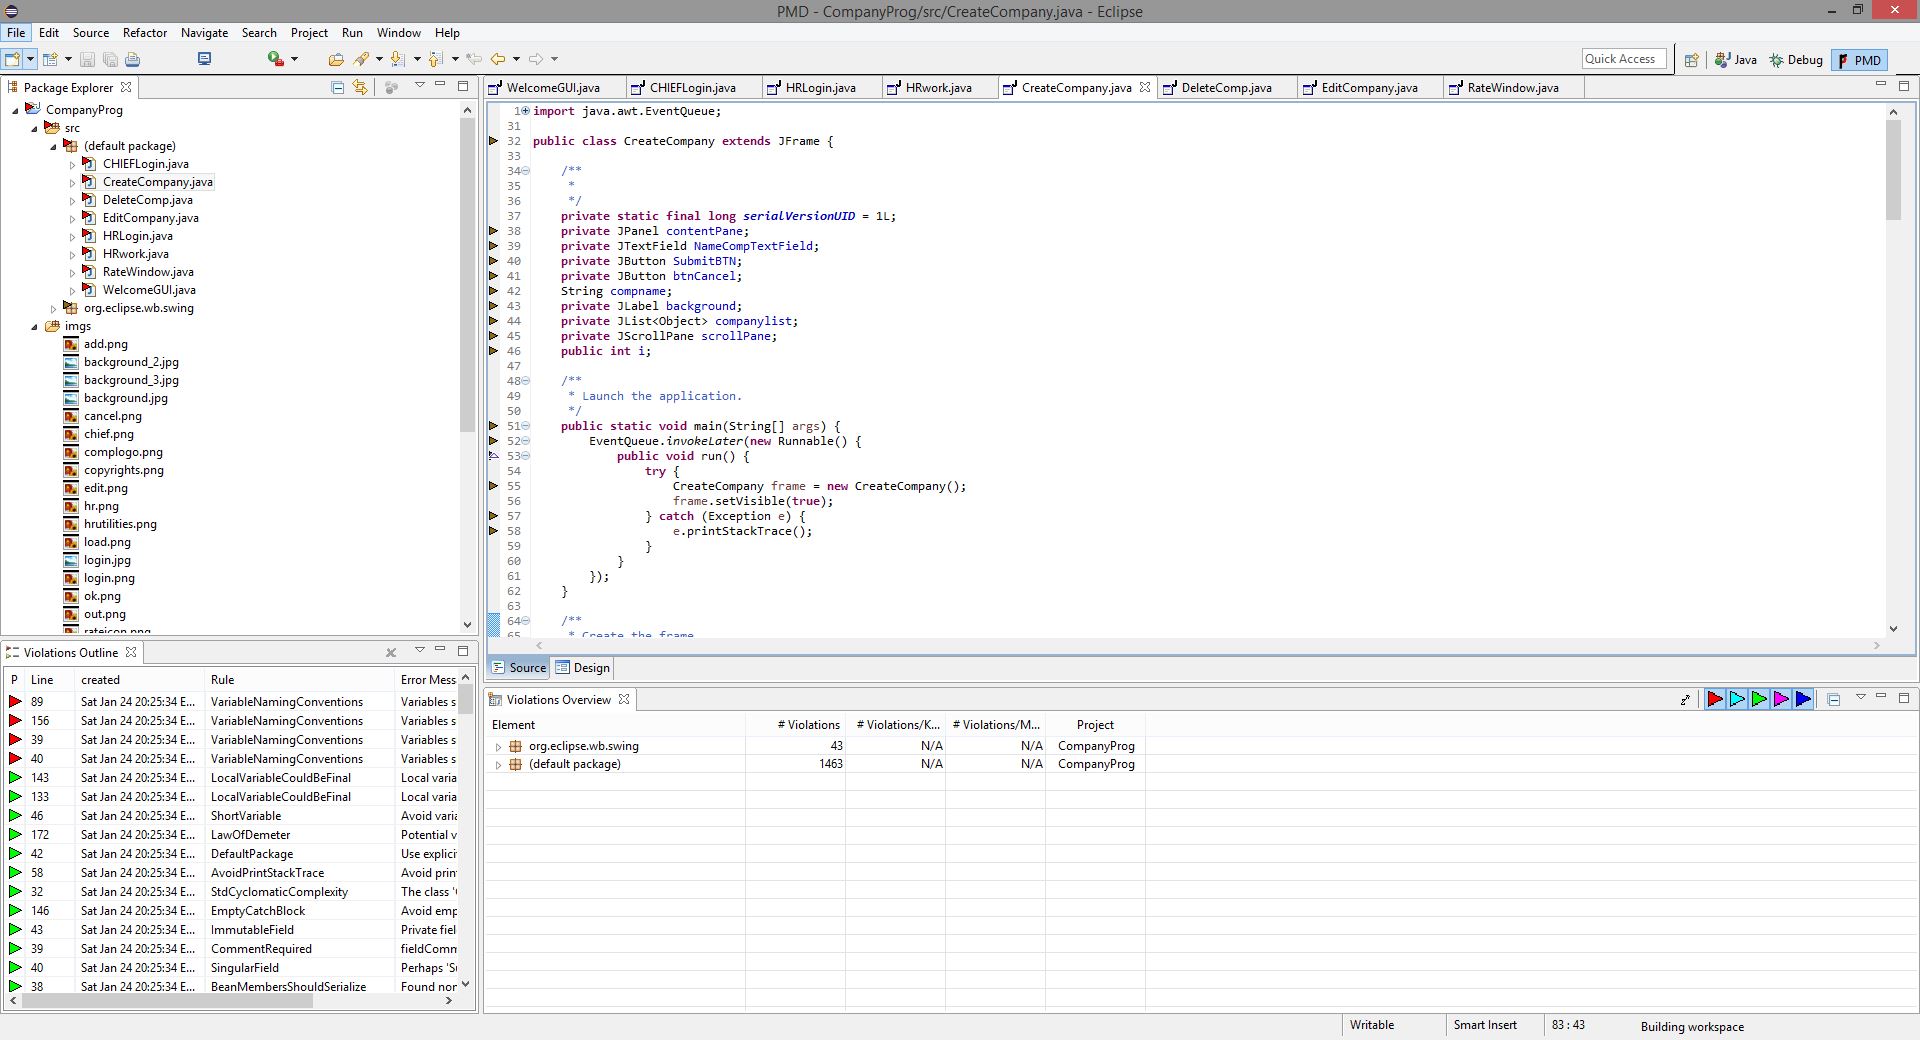 PMD - CompanyProg/src/CreateCompany.java - Eclipse
File Edit Source Refactor Navigate Search Project Run Window Help
Quick Access Java Debug PMD
Package Explorer
CompanyProg
src
(default package)
CHIEFLogin.java
CreateCompany.java
DeleteComp.java
EditCompany.java
HRLogin.java
HRwork.java
RateWindow.java
WelcomeGUI.java
org.eclipse.wb.swing
imgs
add.png
background_2.jpg
background_3.jpg
background.jpg
cancel.png
chief.png
complogo.png
copyrights.png
edit.png
hr.png
hrutilities.png
load.png
login.jpg
login.png
ok.png
out.png
rateicon.png
WelcomeGUI.java CHIEFLogin.java HRLogin.java HRwork.java CreateCompany.java DeleteComp.java EditCompany.java RateWindow.java
1 import java.awt.EventQueue;
31
32 public class CreateCompany extends JFrame {
33
34 /**
35 *
36 */
37 private static final long serialVersionUID = 1L;
38 private JPanel contentPane;
39 private JTextField NameCompTextField;
40 private JButton SubmitBTN;
41 private JButton btnCancel;
42 String compname;
43 private JLabel background;
44 private JList<Object> companylist;
45 private JScrollPane scrollPane;
46 public int i;
47
48 /**
49 * Launch the application.
50 */
51 public static void main(String[] args) {
52 EventQueue.invokeLater(new Runnable() {
53 public void run() {
54 try {
55 CreateCompany frame = new CreateCompany();
56 frame.setVisible(true);
57 } catch (Exception e) {
58 e.printStackTrace();
59 }
60 }
61 });
62 }
63
64 /**
65 * Create the frame
Source Design
Violations Outline
P Line created Rule Error Mess
89 Sat Jan 24 20:25:34 E... VariableNamingConventions Variables s
156 Sat Jan 24 20:25:34 E... VariableNamingConventions Variables s
39 Sat Jan 24 20:25:34 E... VariableNamingConventions Variables s
40 Sat Jan 24 20:25:34 E... VariableNamingConventions Variables s
143 Sat Jan 24 20:25:34 E... LocalVariableCouldBeFinal Local varia
133 Sat Jan 24 20:25:34 E... LocalVariableCouldBeFinal Local varia
46 Sat Jan 24 20:25:34 E... ShortVariable Avoid varia
172 Sat Jan 24 20:25:34 E... LawOfDemeter Potential v
42 Sat Jan 24 20:25:34 E... DefaultPackage Use explici
58 Sat Jan 24 20:25:34 E... AvoidPrintStackTrace Avoid prin
32 Sat Jan 24 20:25:34 E... StdCyclomaticComplexity The class '
146 Sat Jan 24 20:25:34 E... EmptyCatchBlock Avoid emp
43 Sat Jan 24 20:25:34 E... ImmutableField Private fiel
39 Sat Jan 24 20:25:34 E... CommentRequired fieldComm
40 Sat Jan 24 20:25:34 E... SingularField Perhaps 'Su
38 Sat Jan 24 20:25:34 E... BeanMembersShouldSerialize Found nor
Violations Overview
Element # Violations # Violations/K... # Violations/M... Project
org.eclipse.wb.swing 43 N/A N/A CompanyProg
(default package) 1463 N/A N/A CompanyProg
Writable Smart Insert 83 : 43 Building workspace